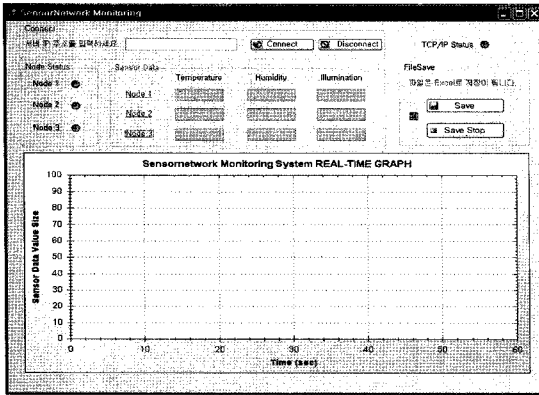 SensorNetwork Monitoring
Connect
서버 IP 주소를 입력하세요
Connect
Disconnect
TCP/IP Status
Node Status
Node 1
Node 2
Node 3
Sensor Data
Temperature
Humidity
Illumination
Node 1
Node 2
Node 3
FileSave
파일은 Excel로 저장이 됩니다.
Save
Save Stop
Sensornetwork Monitoring System REAL-TIME GRAPH
Sensor Data Value Size
100
90
80
70
60
50
40
30
20
10
0
0 10 20 30 40 50 60
Time (sec)